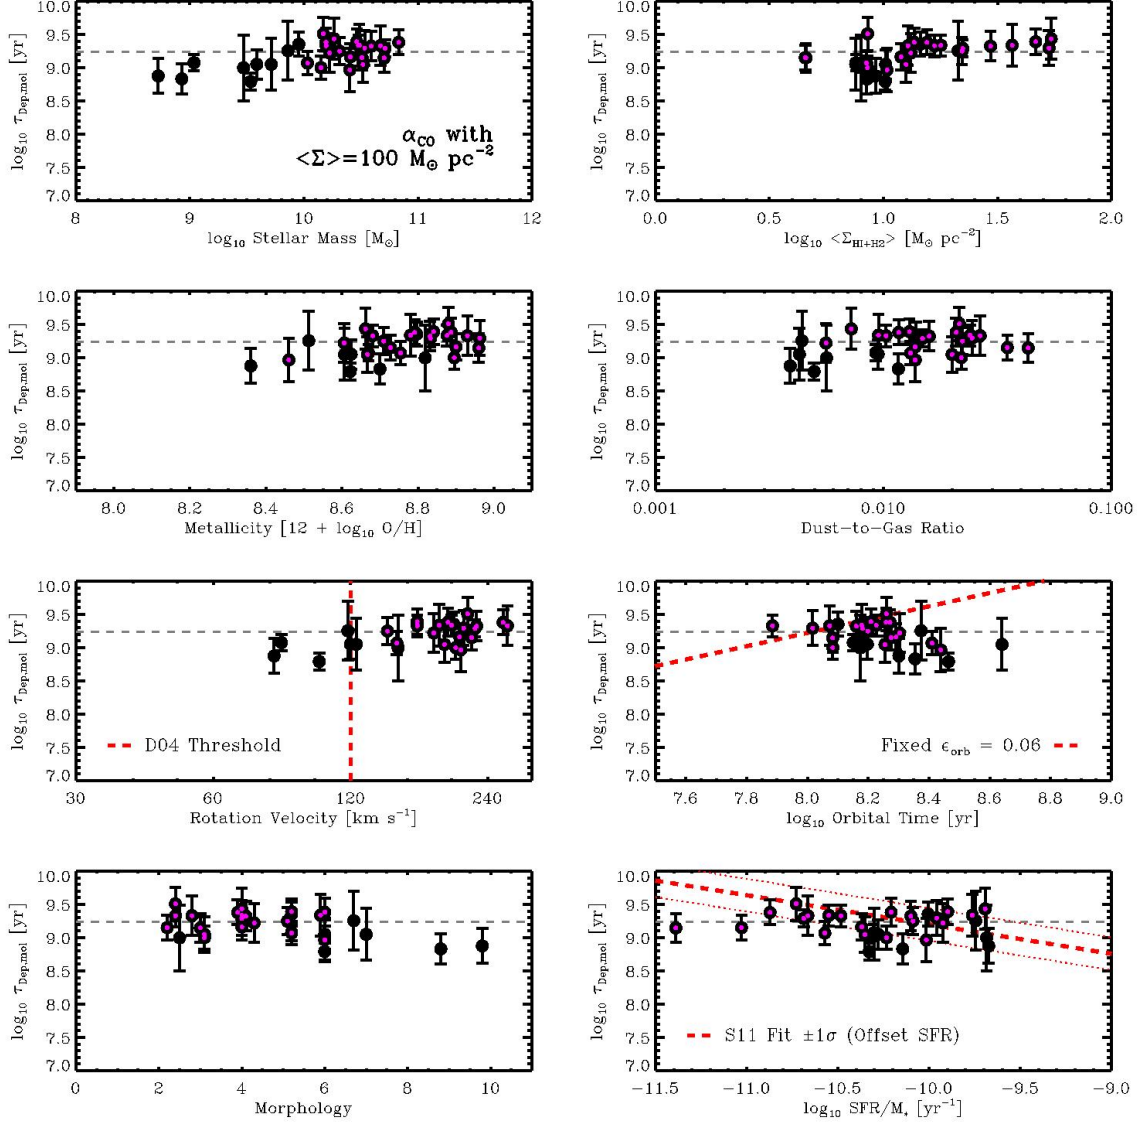 10.0
9.5
9.0
8.5
8.0
7.5
7.0
log₁₀ τ_Dep,mol [yr]
α_CO with
<Σ>=100 M⊙ pc⁻²
8 9 10 11 12
log₁₀ Stellar Mass [M⊙]
10.0
9.5
9.0
8.5
8.0
7.5
7.0
log₁₀ τ_Dep,mol [yr]
0.0 0.5 1.0 1.5 2.0
log₁₀ <Σ_HI+H2> [M⊙ pc⁻²]
10.0
9.5
9.0
8.5
8.0
7.5
7.0
log₁₀ τ_Dep,mol [yr]
8.0 8.2 8.4 8.6 8.8 9.0
Metallicity [12 + log₁₀ O/H]
10.0
9.5
9.0
8.5
8.0
7.5
7.0
log₁₀ τ_Dep,mol [yr]
0.001 0.010 0.100
Dust-to-Gas Ratio
10.0
9.5
9.0
8.5
8.0
7.5
7.0
log₁₀ τ_Dep,mol [yr]
D04 Threshold
30 60 120 240
Rotation Velocity [km s⁻¹]
10.0
9.5
9.0
8.5
8.0
7.5
7.0
log₁₀ τ_Dep,mol [yr]
Fixed ϵ_orb = 0.06
7.6 7.8 8.0 8.2 8.4 8.6 8.8 9.0
log₁₀ Orbital Time [yr]
10.0
9.5
9.0
8.5
8.0
7.5
7.0
log₁₀ τ_Dep,mol [yr]
0 2 4 6 8 10
Morphology
10.0
9.5
9.0
8.5
8.0
7.5
7.0
log₁₀ τ_Dep,mol [yr]
S11 Fit ±1σ (Offset SFR)
−11.5 −11.0 −10.5 −10.0 −9.5 −9.0
log₁₀ SFR/M⁎ [yr⁻¹]